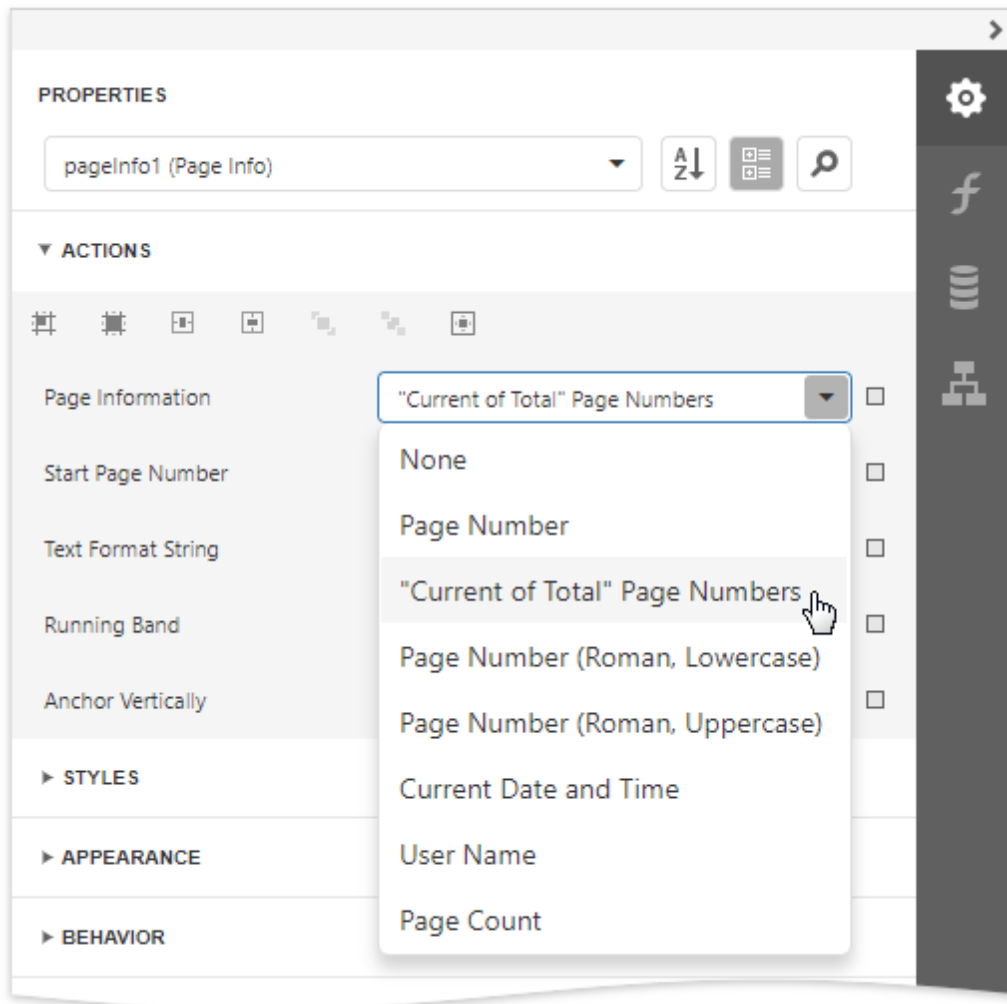 PROPERTIES
pageInfo1 (Page Info)
A
Z
ACTIONS
Page Information
"Current of Total" Page Numbers
None
Start Page Number
Page Number
Text Format String
"Current of Total" Page Numbers
Running Band
Page Number (Roman, Lowercase)
Anchor Vertically
Page Number (Roman, Uppercase)
STYLES
Current Date and Time
APPEARANCE
User Name
BEHAVIOR
Page Count
f